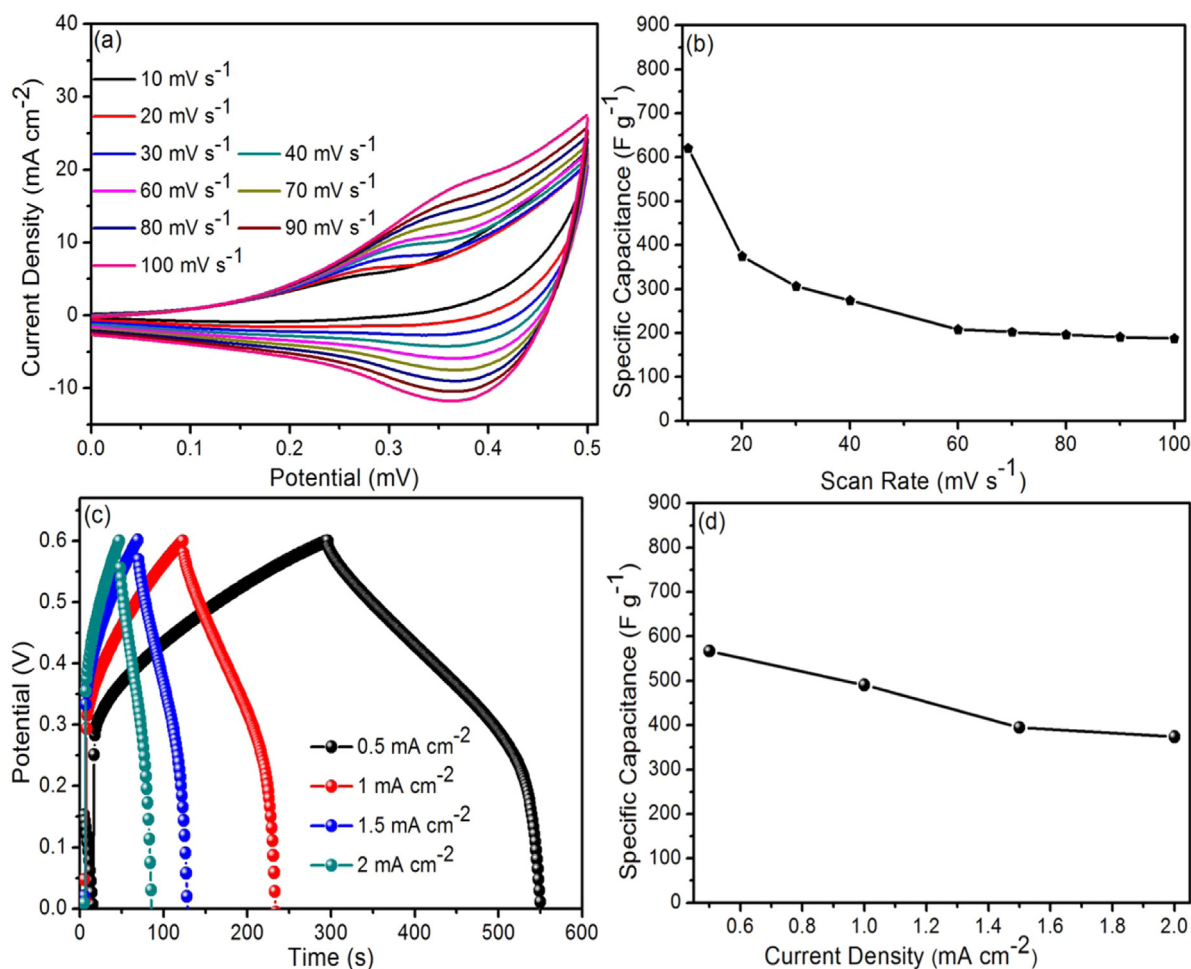 (a)
10 mV s⁻¹
20 mV s⁻¹
30 mV s⁻¹ 40 mV s⁻¹
60 mV s⁻¹ 70 mV s⁻¹
80 mV s⁻¹ 90 mV s⁻¹
100 mV s⁻¹
40
30
20
10
0
-10
Current Density (mA cm⁻²)
0.0 0.1 0.2 0.3 0.4 0.5
Potential (mV)
(b)
900
800
700
600
500
400
300
200
100
0
Specific Capacitance (F g⁻¹)
20 40 60 80 100
Scan Rate (mV s⁻¹)
(c)
0.6
0.5
0.4
0.3
0.2
0.1
0.0
Potential (V)
0.5 mA cm⁻²
1 mA cm⁻²
1.5 mA cm⁻²
2 mA cm⁻²
0 100 200 300 400 500 600
Time (s)
(d)
900
800
700
600
500
400
300
200
100
0
Specific Capacitance (F g⁻¹)
0.6 0.8 1.0 1.2 1.4 1.6 1.8 2.0
Current Density (mA cm⁻²)